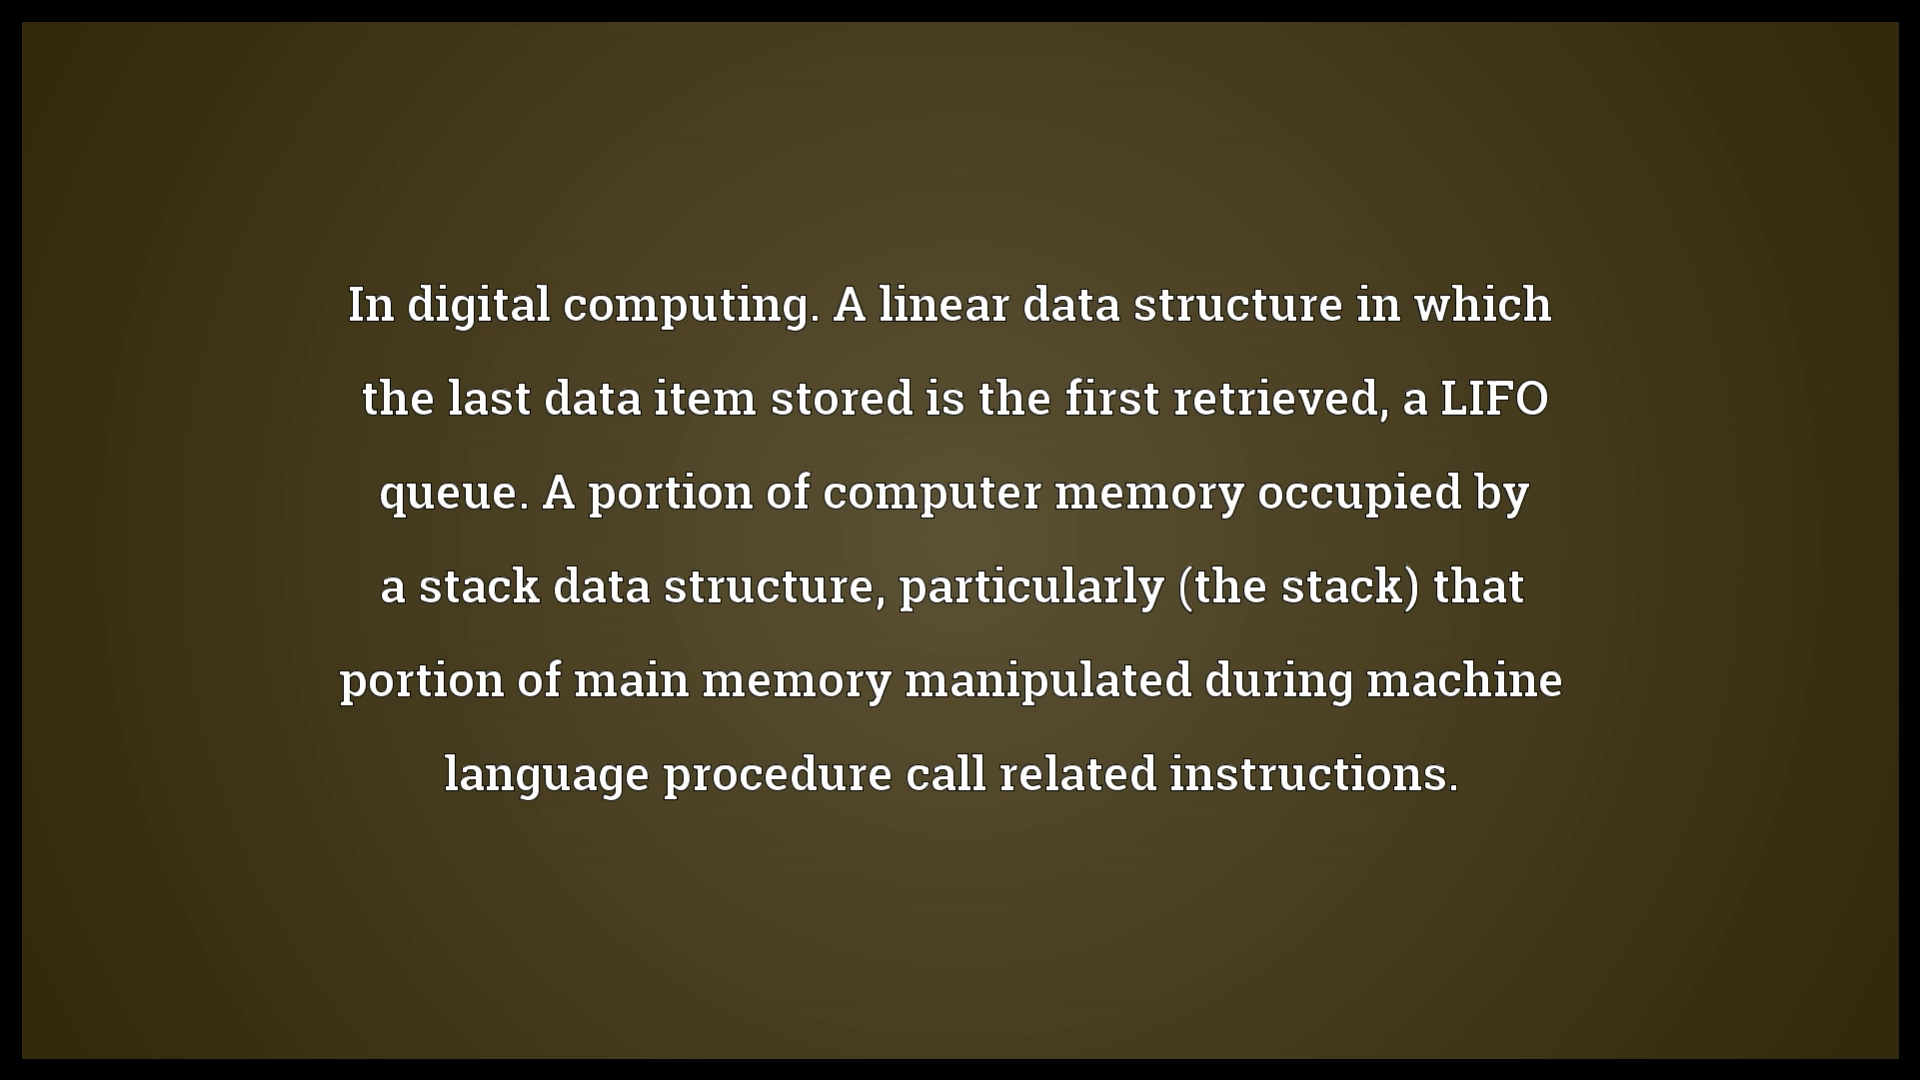 In digital computing. A linear data structure in which
the last data item stored is the first retrieved, a LIFO
queue. A portion of computer memory occupied by
a stack data structure, particularly (the stack) that
portion of main memory manipulated during machine
language procedure call related instructions.